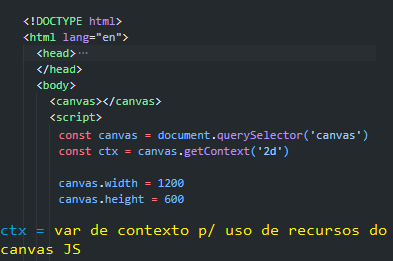 <!DOCTYPE html>
<html lang="en">
<head>…
</head>
<body>
<canvas></canvas>
<script>
const canvas = document.querySelector('canvas')
const ctx = canvas.getContext('2d')
canvas.width = 1200
canvas.height = 600
ctx = var de contexto p/ uso de recursos do
canvas JS